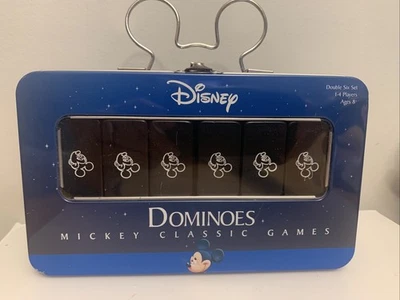 Disney
Double Six Set
1-4 Players
Ages 8
DOMINOES
MICKEY CLASSIC GAMES